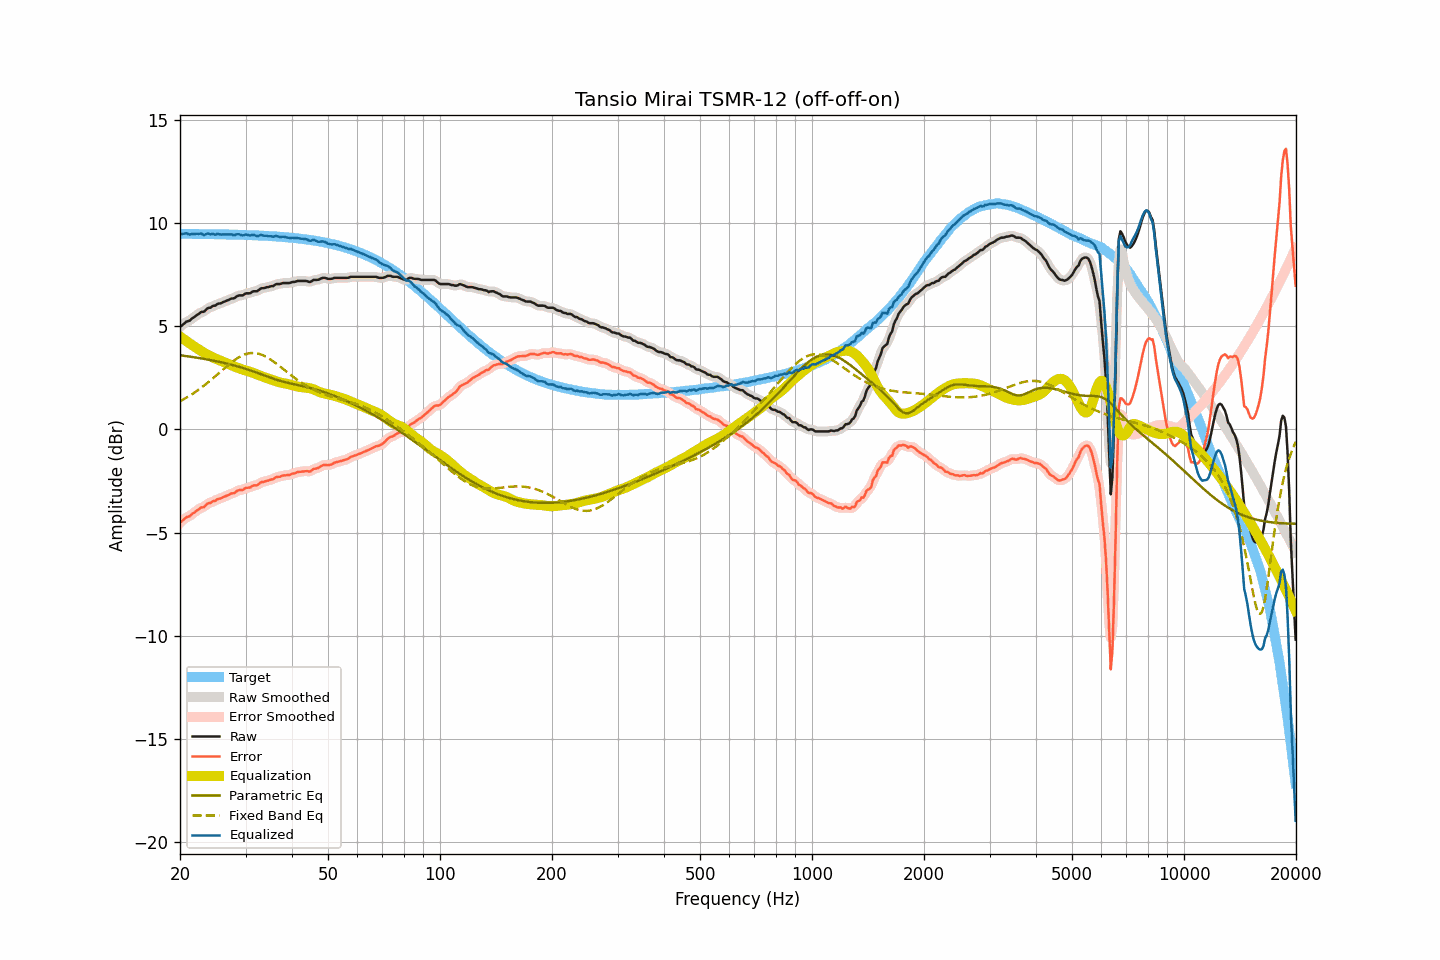 Tansio Mirai TSMR-12 (off-off-on)
15
10
5
0
−5
−10
−15
−20
Amplitude (dBr)
Target
Raw Smoothed
Error Smoothed
Raw
Error
Equalization
Parametric Eq
Fixed Band Eq
Equalized
20 50 100 200 500 1000 2000 5000 10000 20000
Frequency (Hz)